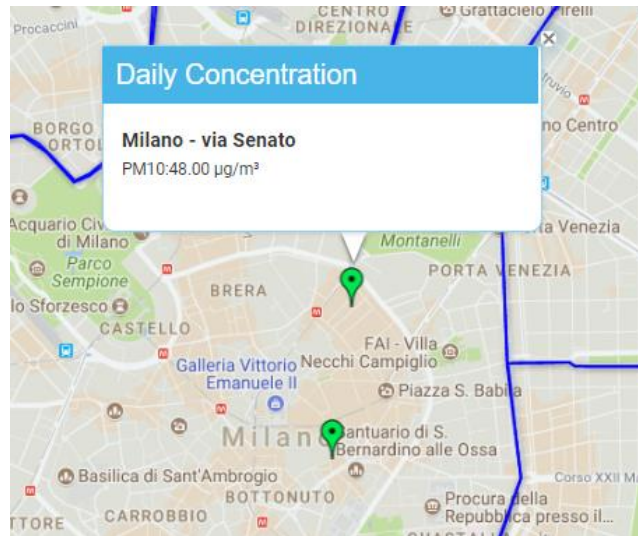 Procaccini
CENTRO
DIREZIONALE
Grattacielo Pirelli
Daily Concentration
Milano - via Senato
PM10:48.00 µg/m³
BORGO
no Centro
Acquario Civ
di Milano
Montanelli
ta Venezia
Parco
Sempione
PORTA VENEZIA
BRERA
lo Sforzesco
CASTELLO
FAI - Villa
Necchi Campiglio
Galleria Vittorio
Emanuele II
Piazza S. Babila
Milano
Santuario di S.
Bernardino alle Ossa
Basilica di Sant'Ambrogio
BOTTONUTO
Corso XXII M
Procura della
Repubblica presso il...
TTORE
CARROBBIO